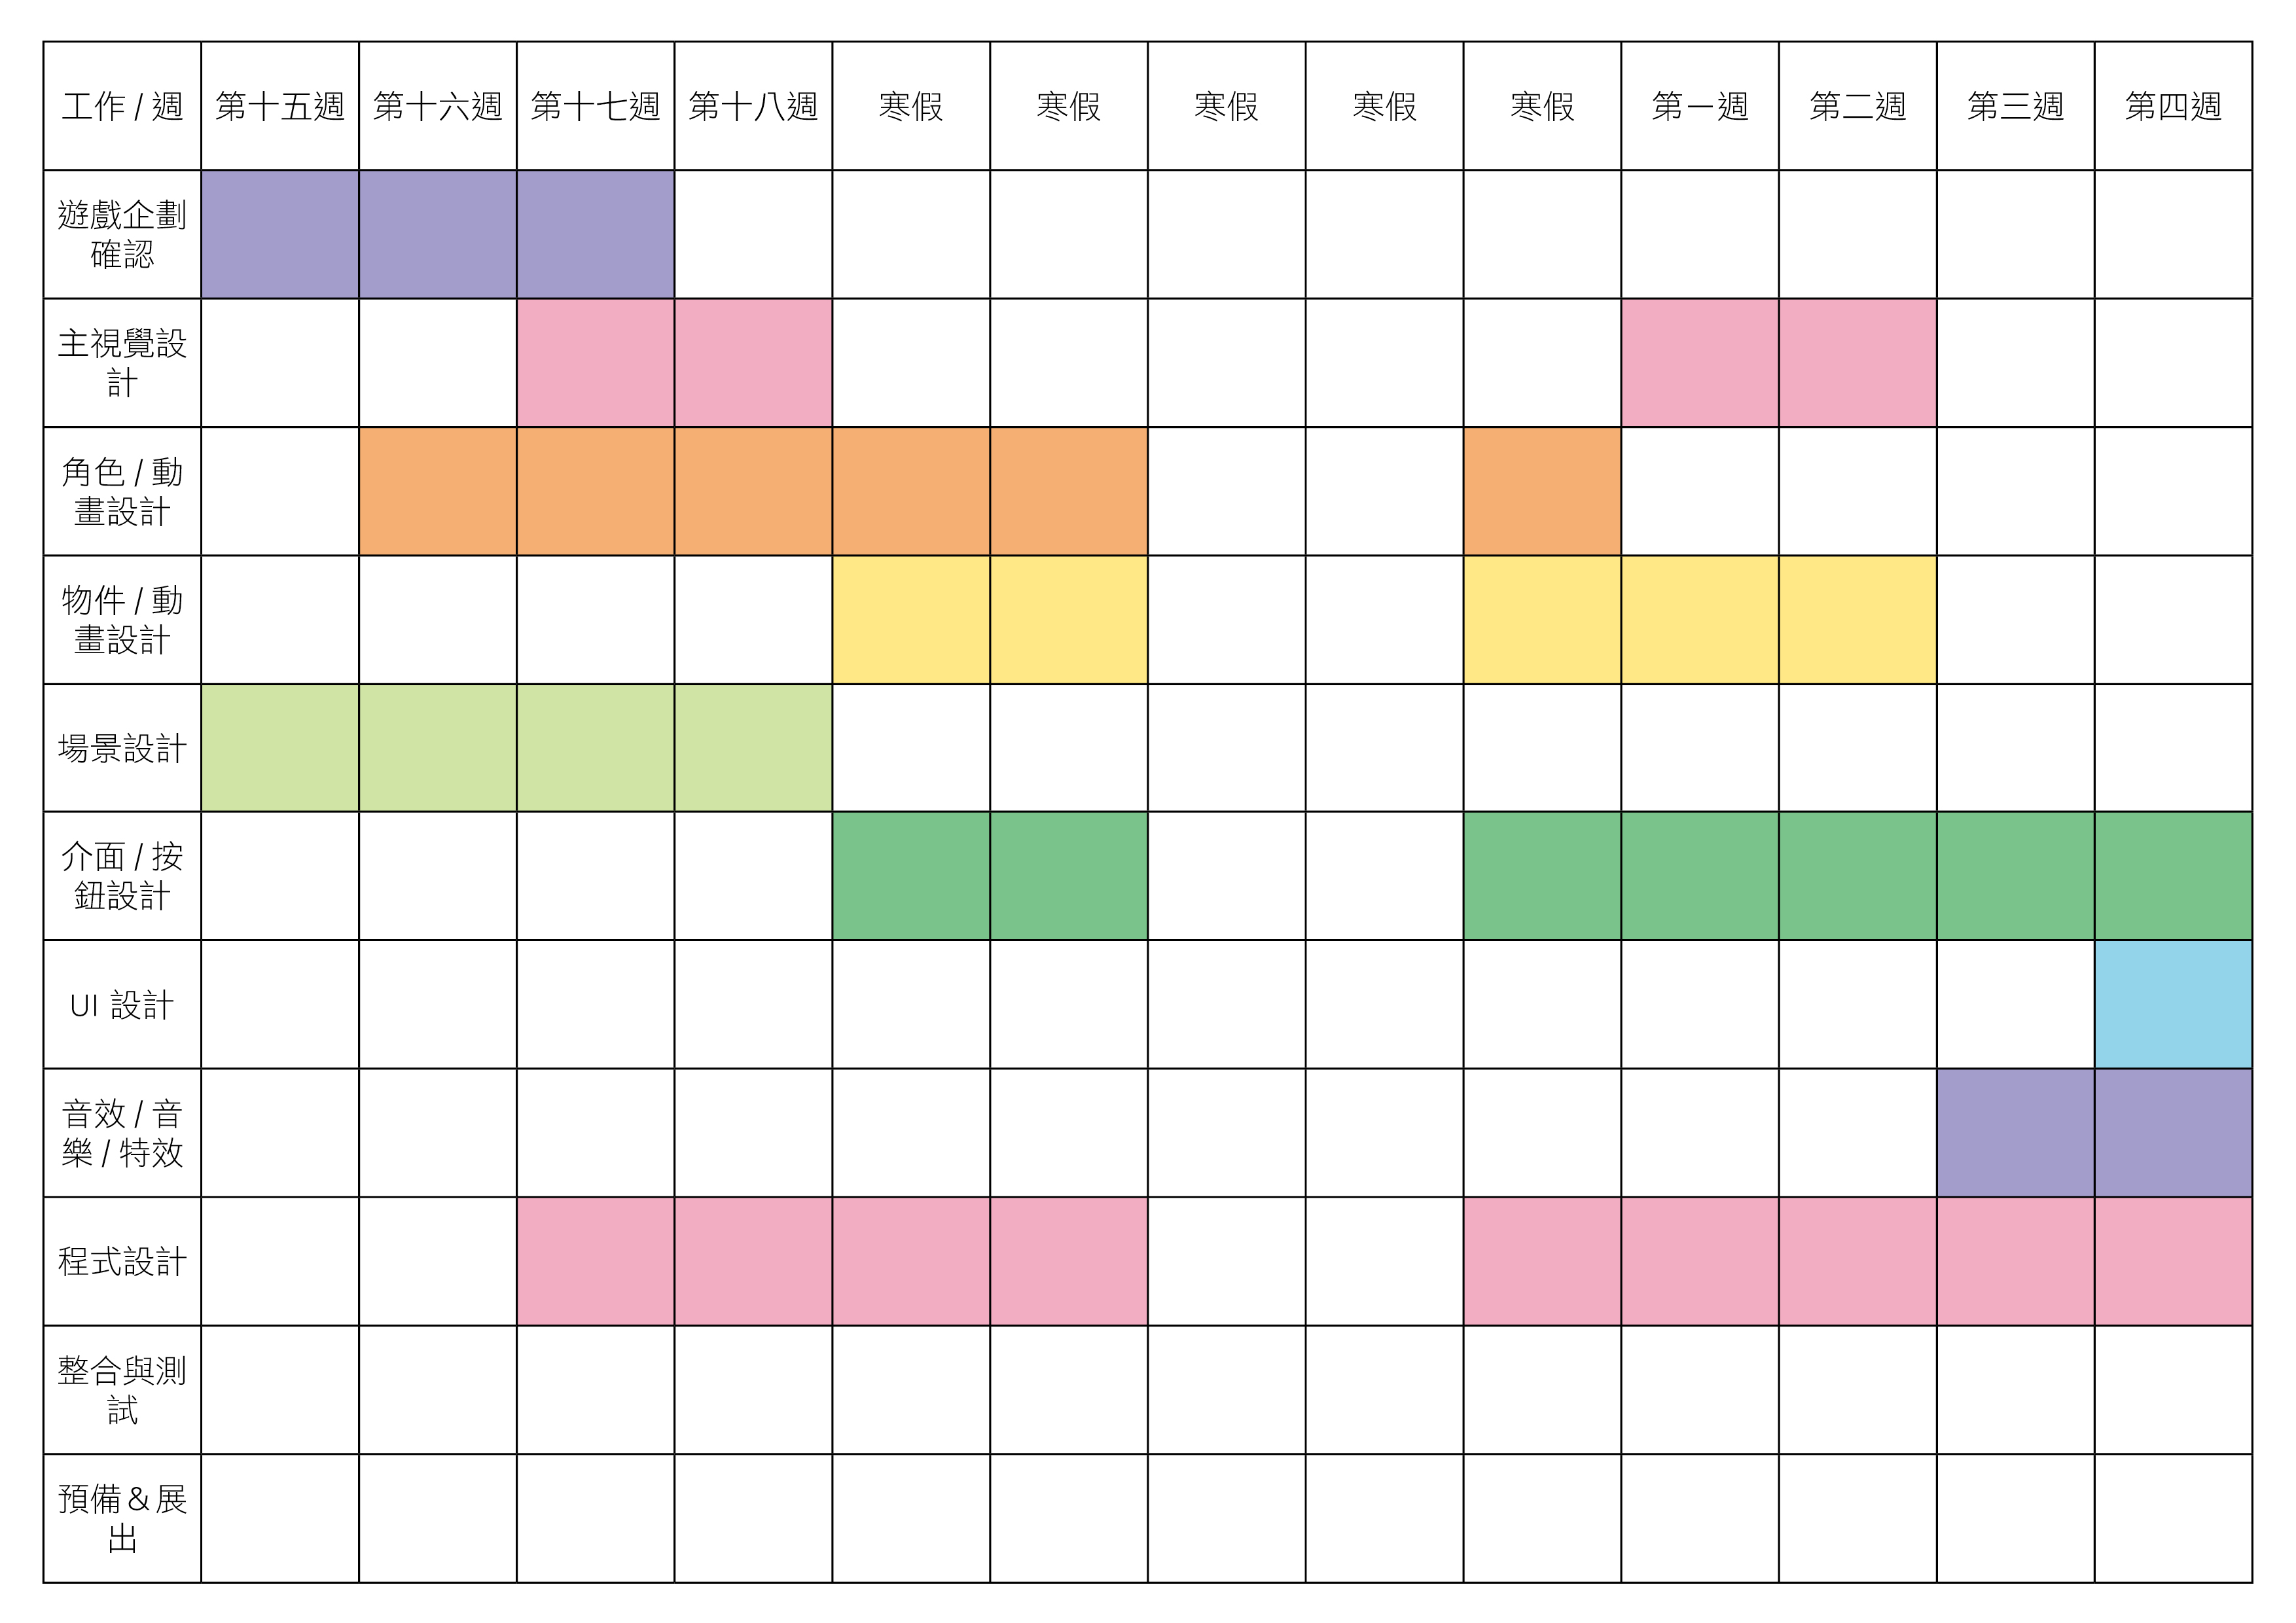 工作 / 週 第十五週 第十六週 第十七週 第十八週 寒假 寒假 寒假 寒假 寒假 第一週 第二週 第三週 第四週
遊戲企劃
確認
主視覺設
計
角色 / 動
畫設計
物件 / 動
畫設計
場景設計
介面 / 按
鈕設計
UI 設計
音效 / 音
樂 / 特效
程式設計
整合與測
試
預備＆展
出